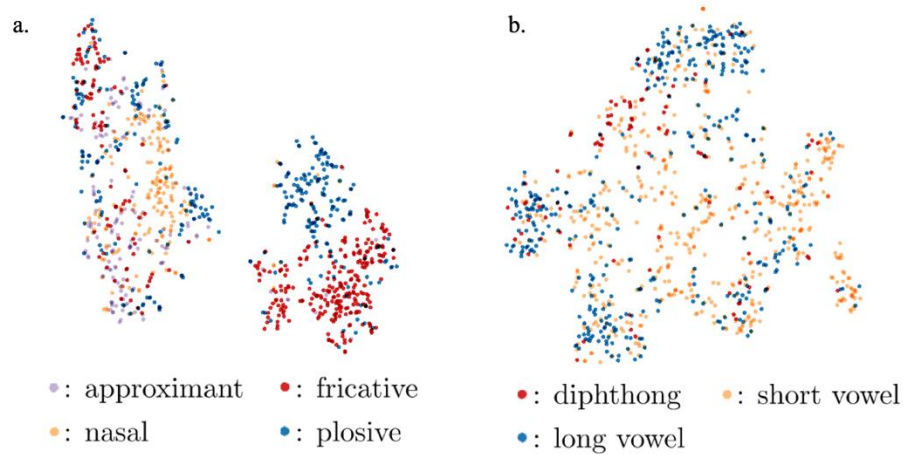 a.
b.
: approximant : fricative
: nasal : plosive
: diphthong : short vowel
: long vowel